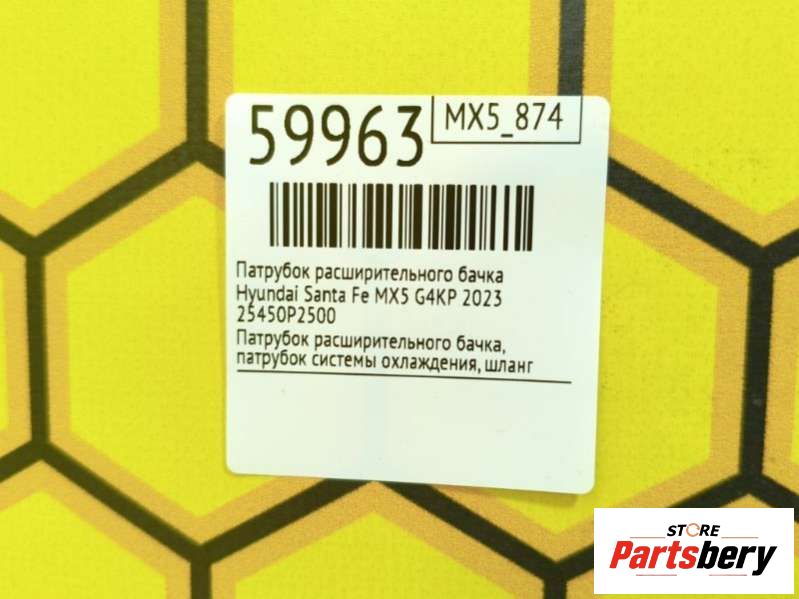 59963
MX5_874
Патрубок расширительного бачка
Hyundai Santa Fe MX5 G4KP 2023
25450P2500
Патрубок расширительного бачка,
патрубок системы охлаждения, шланг
STORE
Partsbery